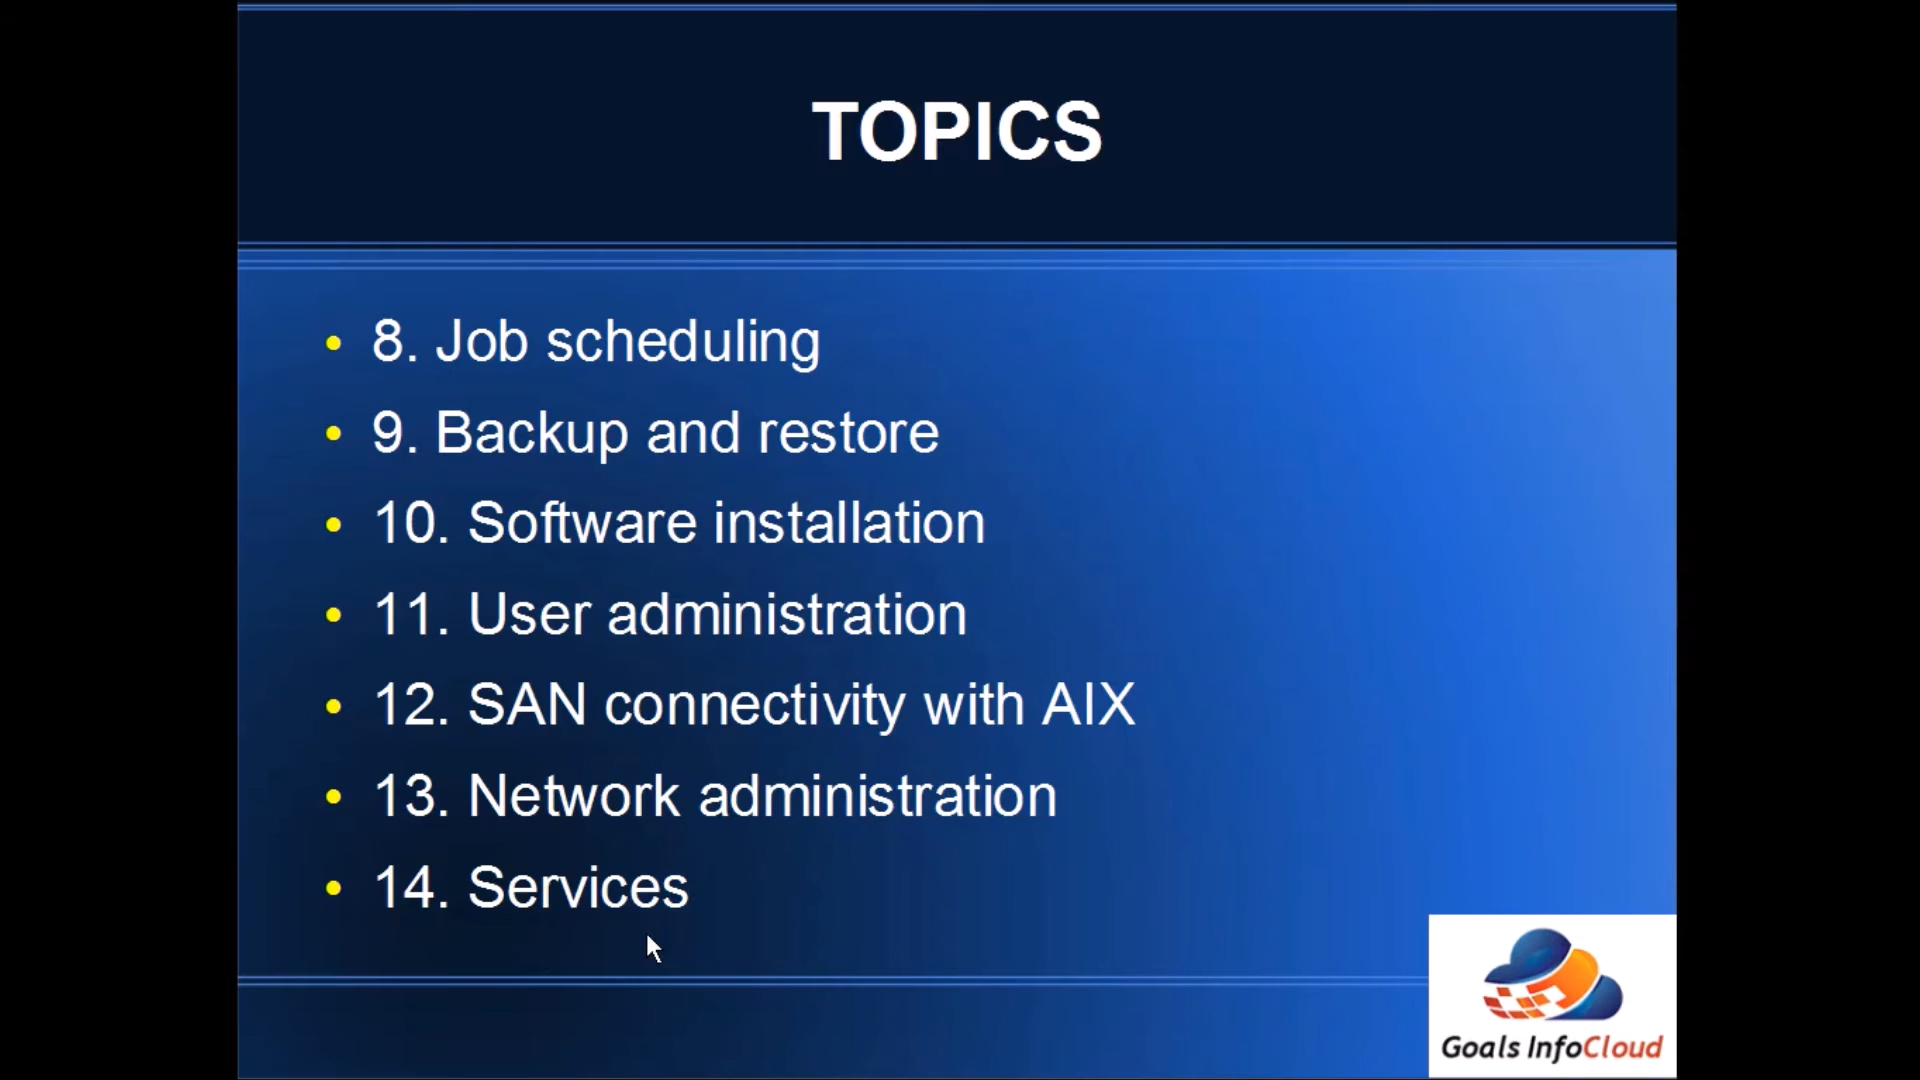 TOPICS
• 8. Job scheduling
• 9. Backup and restore
• 10. Software installation
• 11. User administration
• 12. SAN connectivity with AIX
• 13. Network administration
• 14. Services
Goals InfoCloud